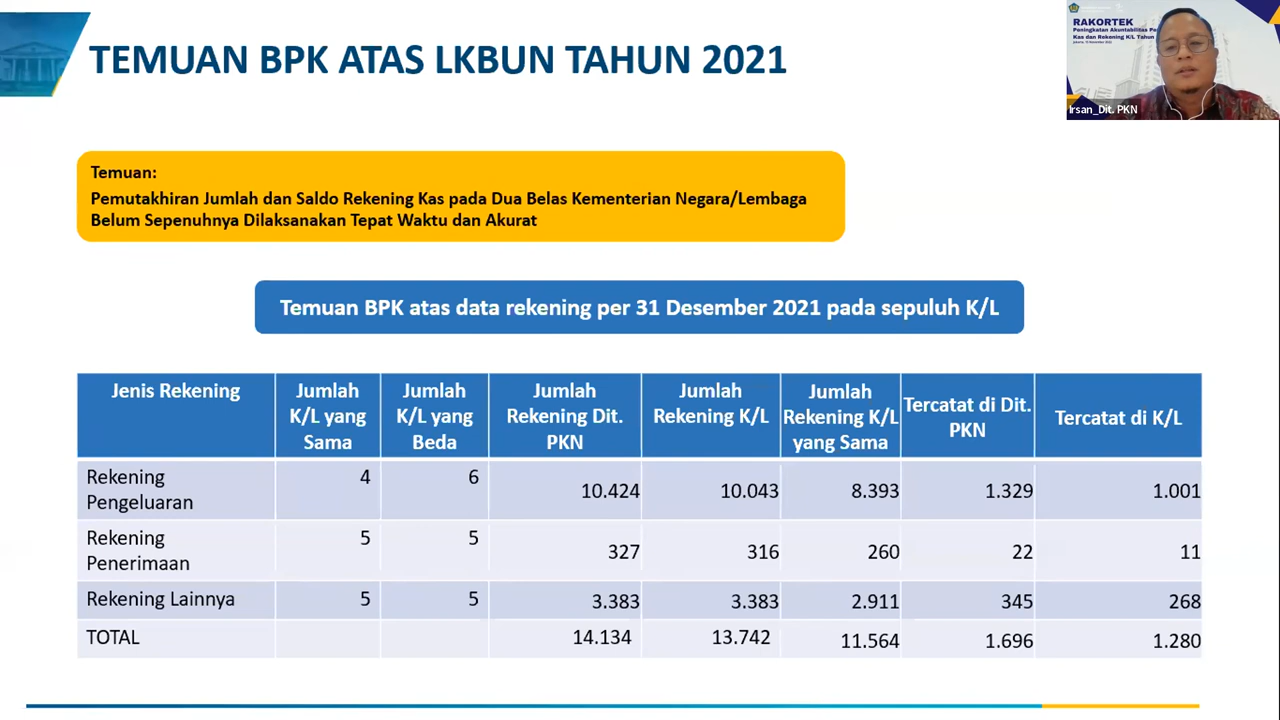 TEMUAN BPK ATAS LKBUN TAHUN 2021
RAKORTEK
Kas dan Rekening K/L Tahun
Irsan_Dit. PKN
Temuan:
Pemutakhiran Jumlah dan Saldo Rekening Kas pada Dua Belas Kementerian Negara/Lembaga
Belum Sepenuhnya Dilaksanakan Tepat Waktu dan Akurat
Temuan BPK atas data rekening per 31 Desember 2021 pada sepuluh K/L
Jenis Rekening
Jumlah
K/L yang
Sama
Jumlah
K/L yang
Beda
Jumlah
Rekening Dit.
PKN
Jumlah
Rekening K/L
Jumlah
Rekening K/L
yang Sama
Tercatat di Dit.
PKN
Tercatat di K/L
Rekening
Pengeluaran
4
6
10.424
10.043
8.393
1.329
1.001
Rekening
Penerimaan
5
5
327
316
260
22
11
Rekening Lainnya
5
5
3.383
3.383
2.911
345
268
TOTAL
14.134
13.742
11.564
1.696
1.280